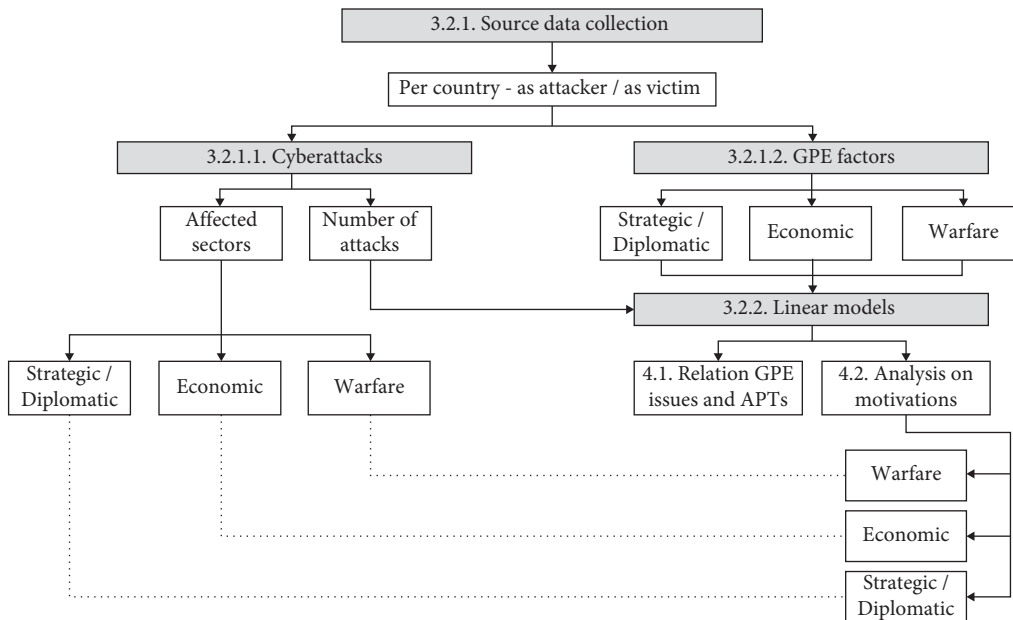 3.2.1. Source data collection
Per country - as attacker / as victim
3.2.1.1. Cyberattacks
3.2.1.2. GPE factors
Affected
sectors
Number of
attacks
Strategic /
Diplomatic
Economic
Warfare
3.2.2. Linear models
Strategic /
Diplomatic
Economic
Warfare
4.1. Relation GPE
issues and APTs
4.2. Analysis on
motivations
Warfare
Economic
Strategic /
Diplomatic